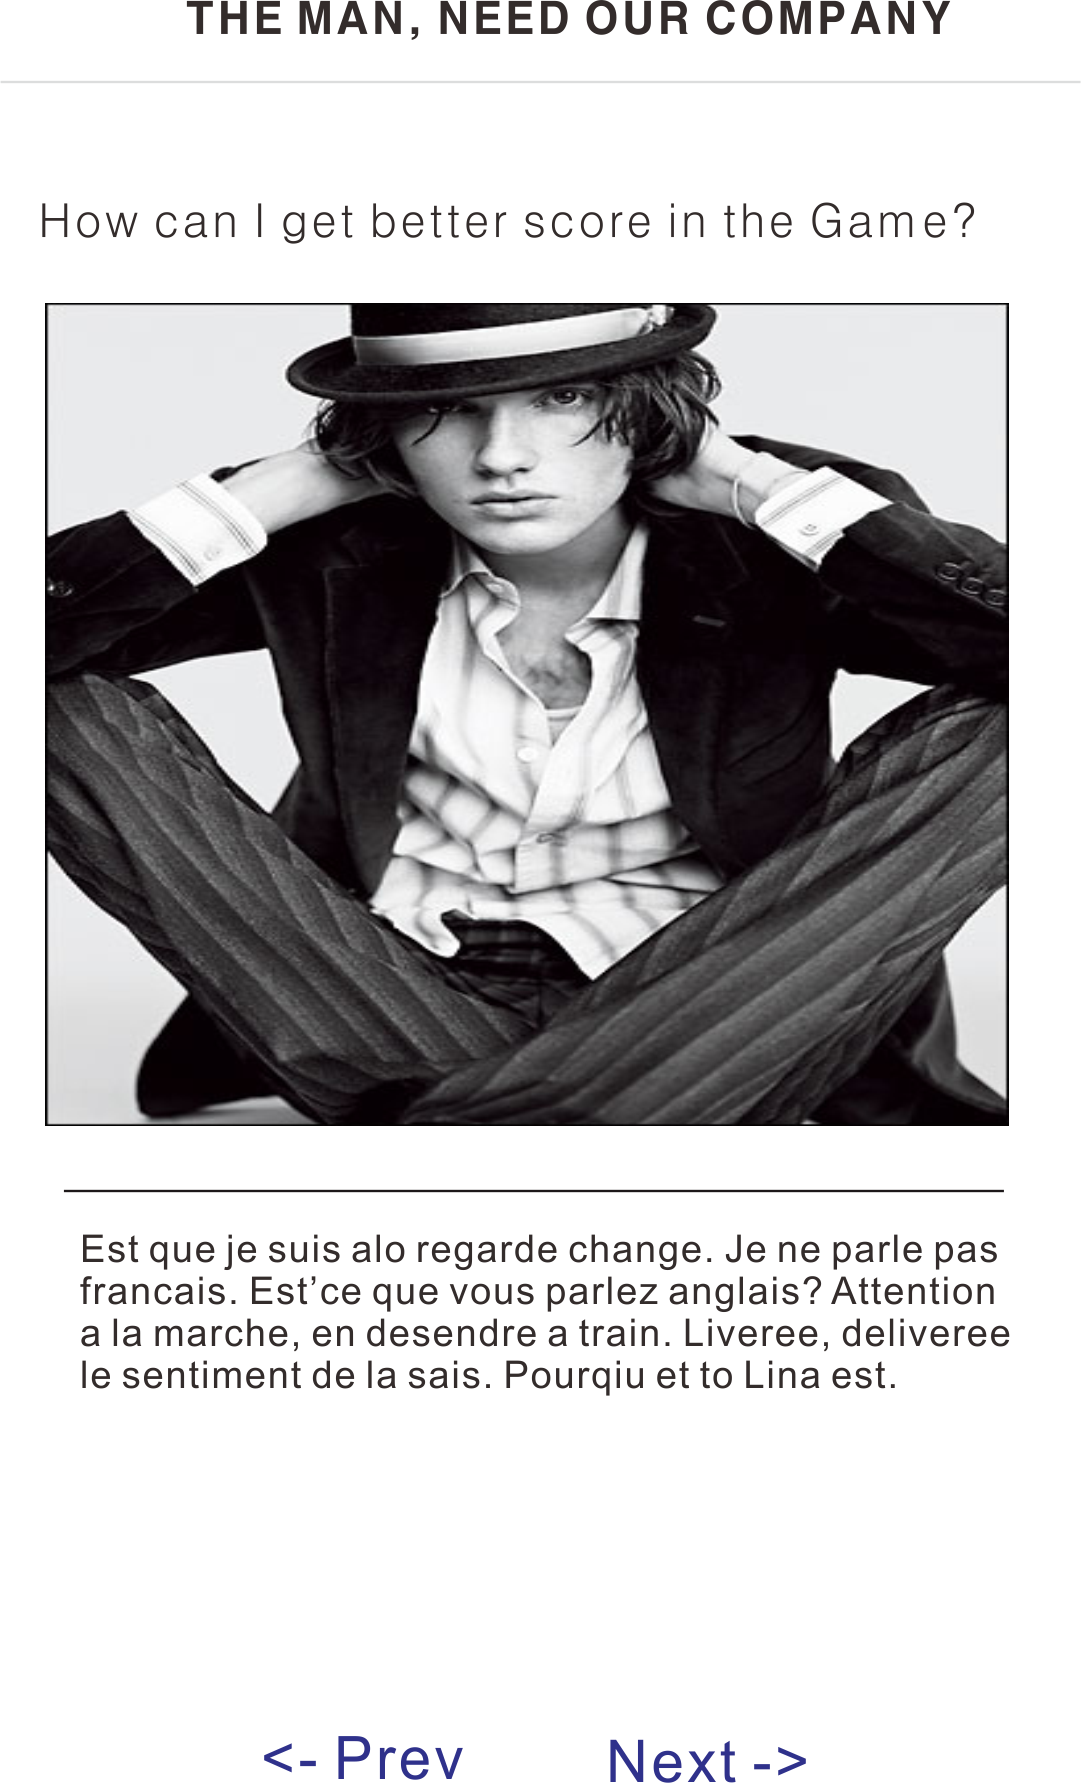 THE MAN, NEED OUR COMPANY
How can I get better score in the Game?
Est que je suis alo regarde change. Je ne parle pas
francais. Est’ce que vous parlez anglais? Attention
a la marche, en desendre a train. Liveree, deliveree
le sentiment de la sais. Pourqiu et to Lina est.
<- Prev
Next ->